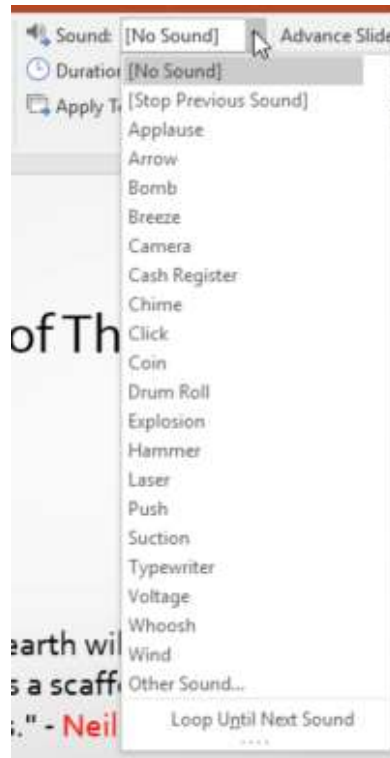 Sound: [No Sound] Advance Slide
Duration [No Sound]
Apply T [Stop Previous Sound]
Applause
Arrow
Bomb
Breeze
Camera
Cash Register
Chime
of Th Click
Coin
Drum Roll
Explosion
Hammer
Laser
Push
Suction
Typewriter
Voltage
Whoosh
earth wil Wind
s a scaff Other Sound...
." - Neil Loop Until Next Sound